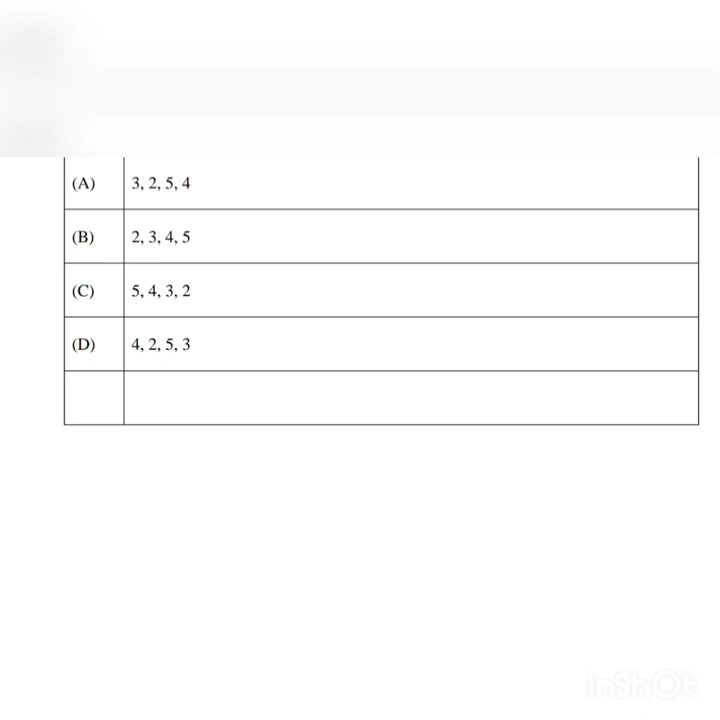 (A) 3, 2, 5, 4
(B) 2, 3, 4, 5
(C) 5, 4, 3, 2
(D) 4, 2, 5, 3
InShOt